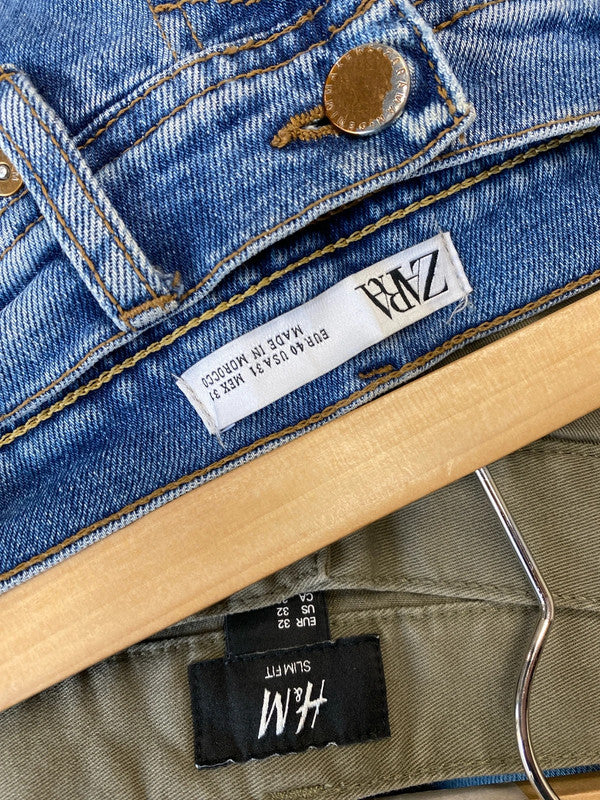 ZARA
EUR 40 USA 31 MEX 31
MADE IN MOROCCO
H&M
SLIM FIT
EUR 32
US 32